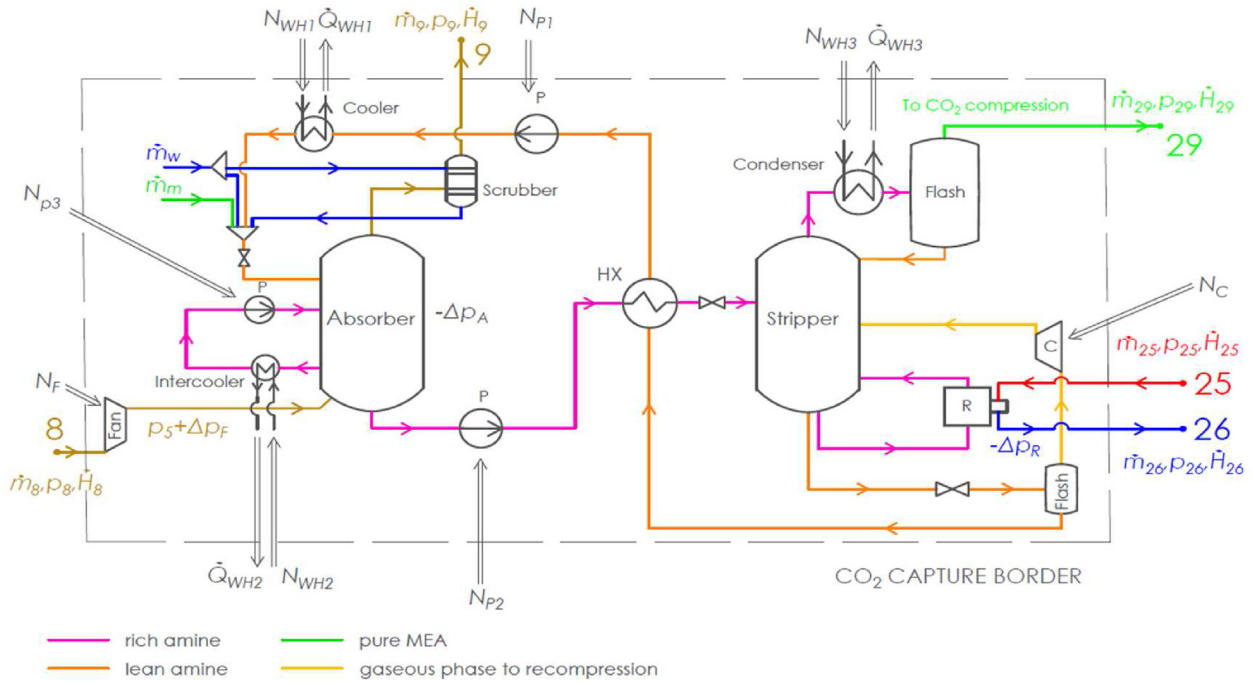 N_WH1 Q̇_WH1
ṁ_9,p_9,Ḣ_9
9
N_P1
N_WH3 Q̇_WH3
Cooler
P
To CO₂ compression
ṁ_29,p_29,Ḣ_29
29
ṁ_w
ṁ_m
Scrubber
Condenser
Flash
N_p3
P
HX
Absorber
-Δp_A
Stripper
N_C
C
ṁ_25,p_25,Ḣ_25
25
Intercooler
N_F
8
Fan
p_5+Δp_F
P
R
-Δp_R
26
ṁ_26,p_26,Ḣ_26
ṁ_8,p_8,Ḣ_8
Flash
Q̇_WH2 N_WH2
N_P2
CO₂ CAPTURE BORDER
rich amine
pure MEA
lean amine
gaseous phase to recompression